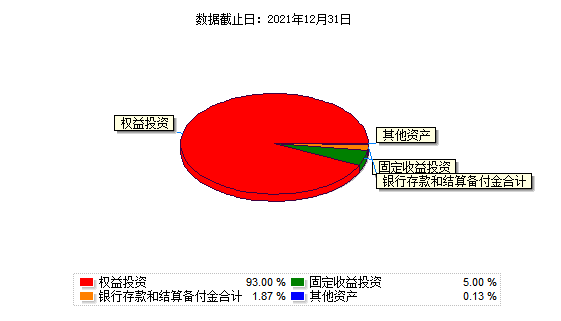 数据截止日：2021年12月31日
权益投资
其他资产
固定收益投资
银行存款和结算备付金合计
权益投资 93.00 % 固定收益投资 5.00 %
银行存款和结算备付金合计 1.87 % 其他资产 0.13 %